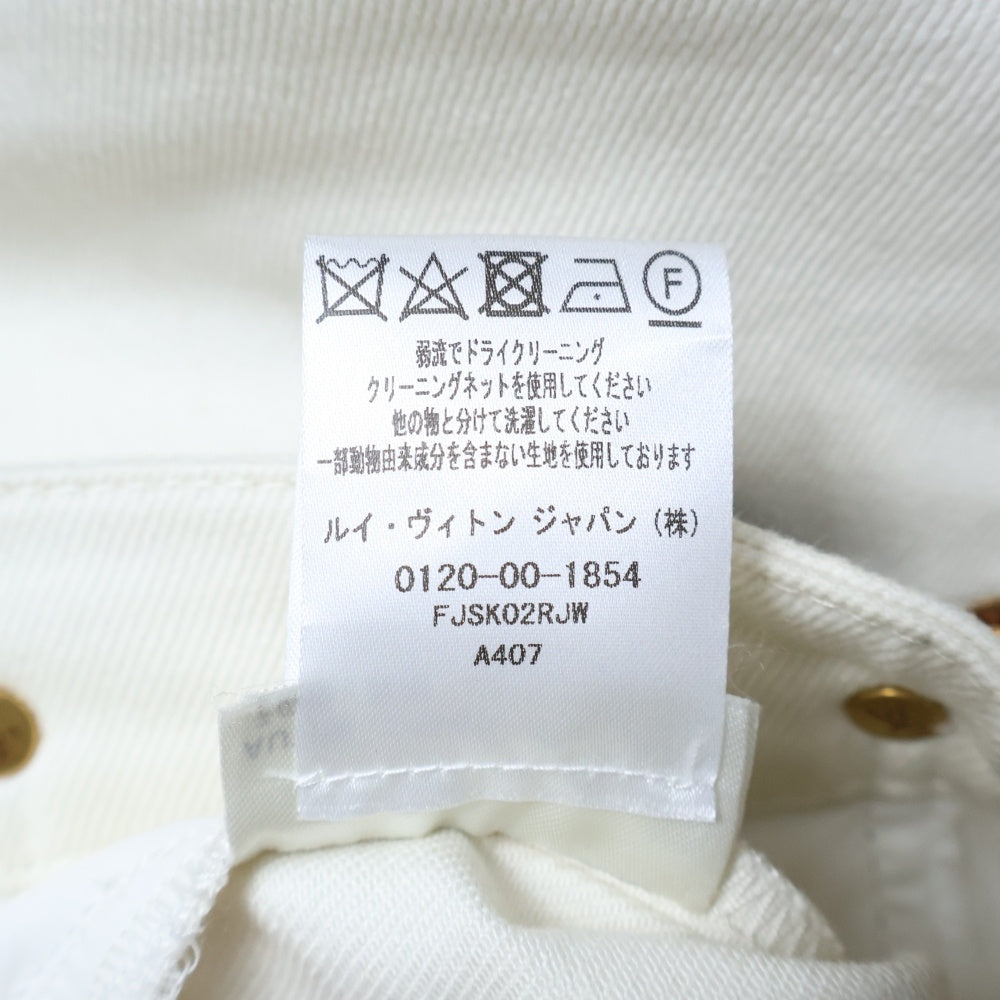 F
弱流でドライクリーニング
クリーニングネットを使用してください
他の物と分けて洗濯してください
一部動物由来成分を含まない生地を使用しております
ルイ・ヴィトン ジャパン (株)
0120-00-1854
FJSK02RJW
A407